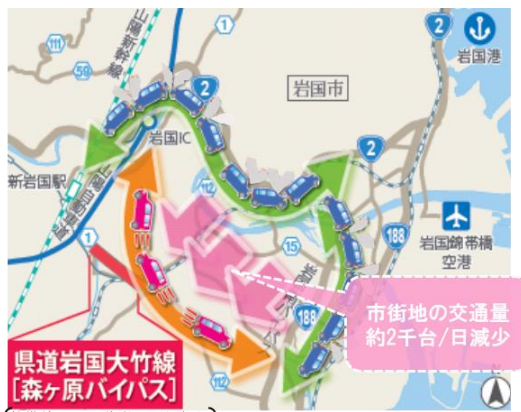 山陽新幹線
1
2
岩国港
111
59
2
岩国市
岩国IC
2
新岩国駅
112
1
15
188
岩国錦帯橋
空港
188
市街地の交通量
約2千台/日減少
県道岩国大竹線
[森ヶ原バイパス]
112